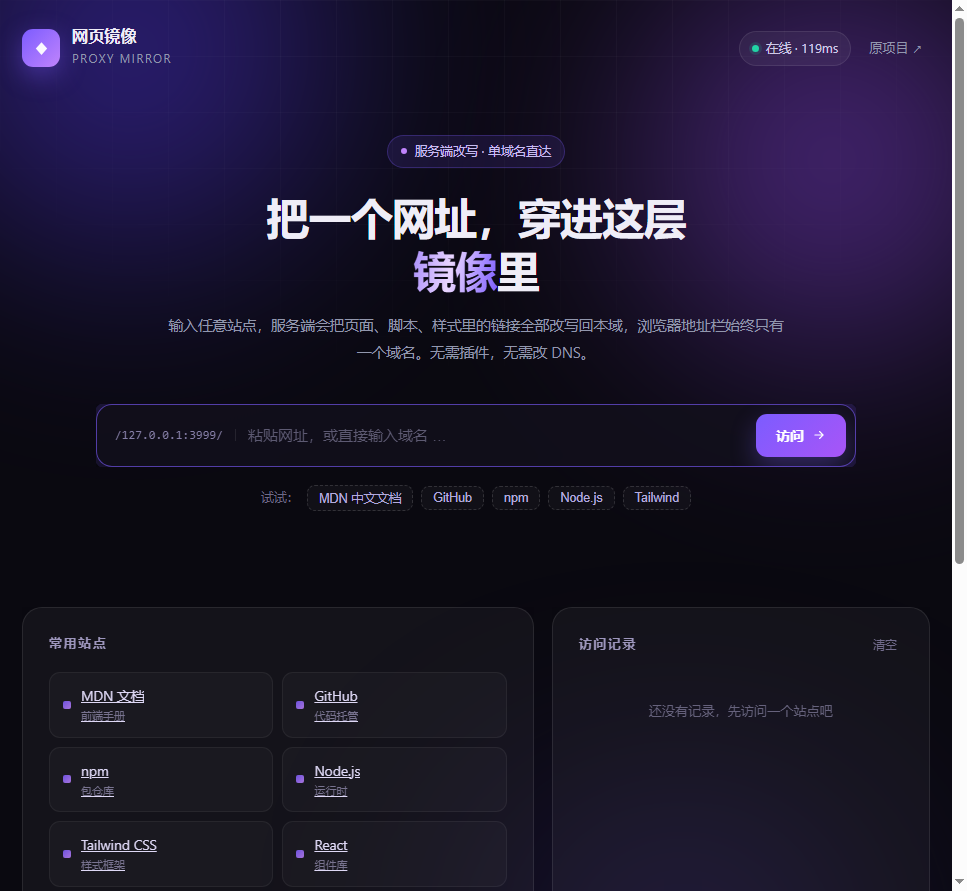 网页镜像
PROXY MIRROR
在线 · 119ms
原项目 ↗
服务端改写 · 单域名直达
把一个网址，穿进这层
镜像里
输入任意站点，服务端会把页面、脚本、样式里的链接全部改写回本域，浏览器地址栏始终只有
一个域名。无需插件，无需改 DNS。
/127.0.0.1:3999/
粘贴网址，或直接输入域名 …
访问 →
试试：
MDN 中文文档
GitHub
npm
Node.js
Tailwind
常用站点
MDN 文档
前端手册
GitHub
代码托管
npm
包仓库
Node.js
运行时
Tailwind CSS
样式框架
React
组件库
访问记录
清空
还没有记录，先访问一个站点吧